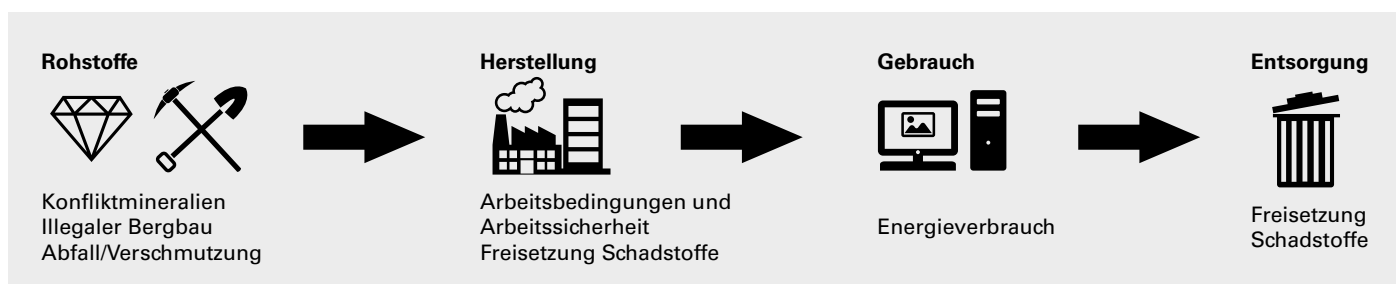 Rohstoffe
Konfliktmineralien
Illegaler Bergbau
Abfall/Verschmutzung
Herstellung
Arbeitsbedingungen und
Arbeitssicherheit
Freisetzung Schadstoffe
Gebrauch
Energieverbrauch
Entsorgung
Freisetzung
Schadstoffe